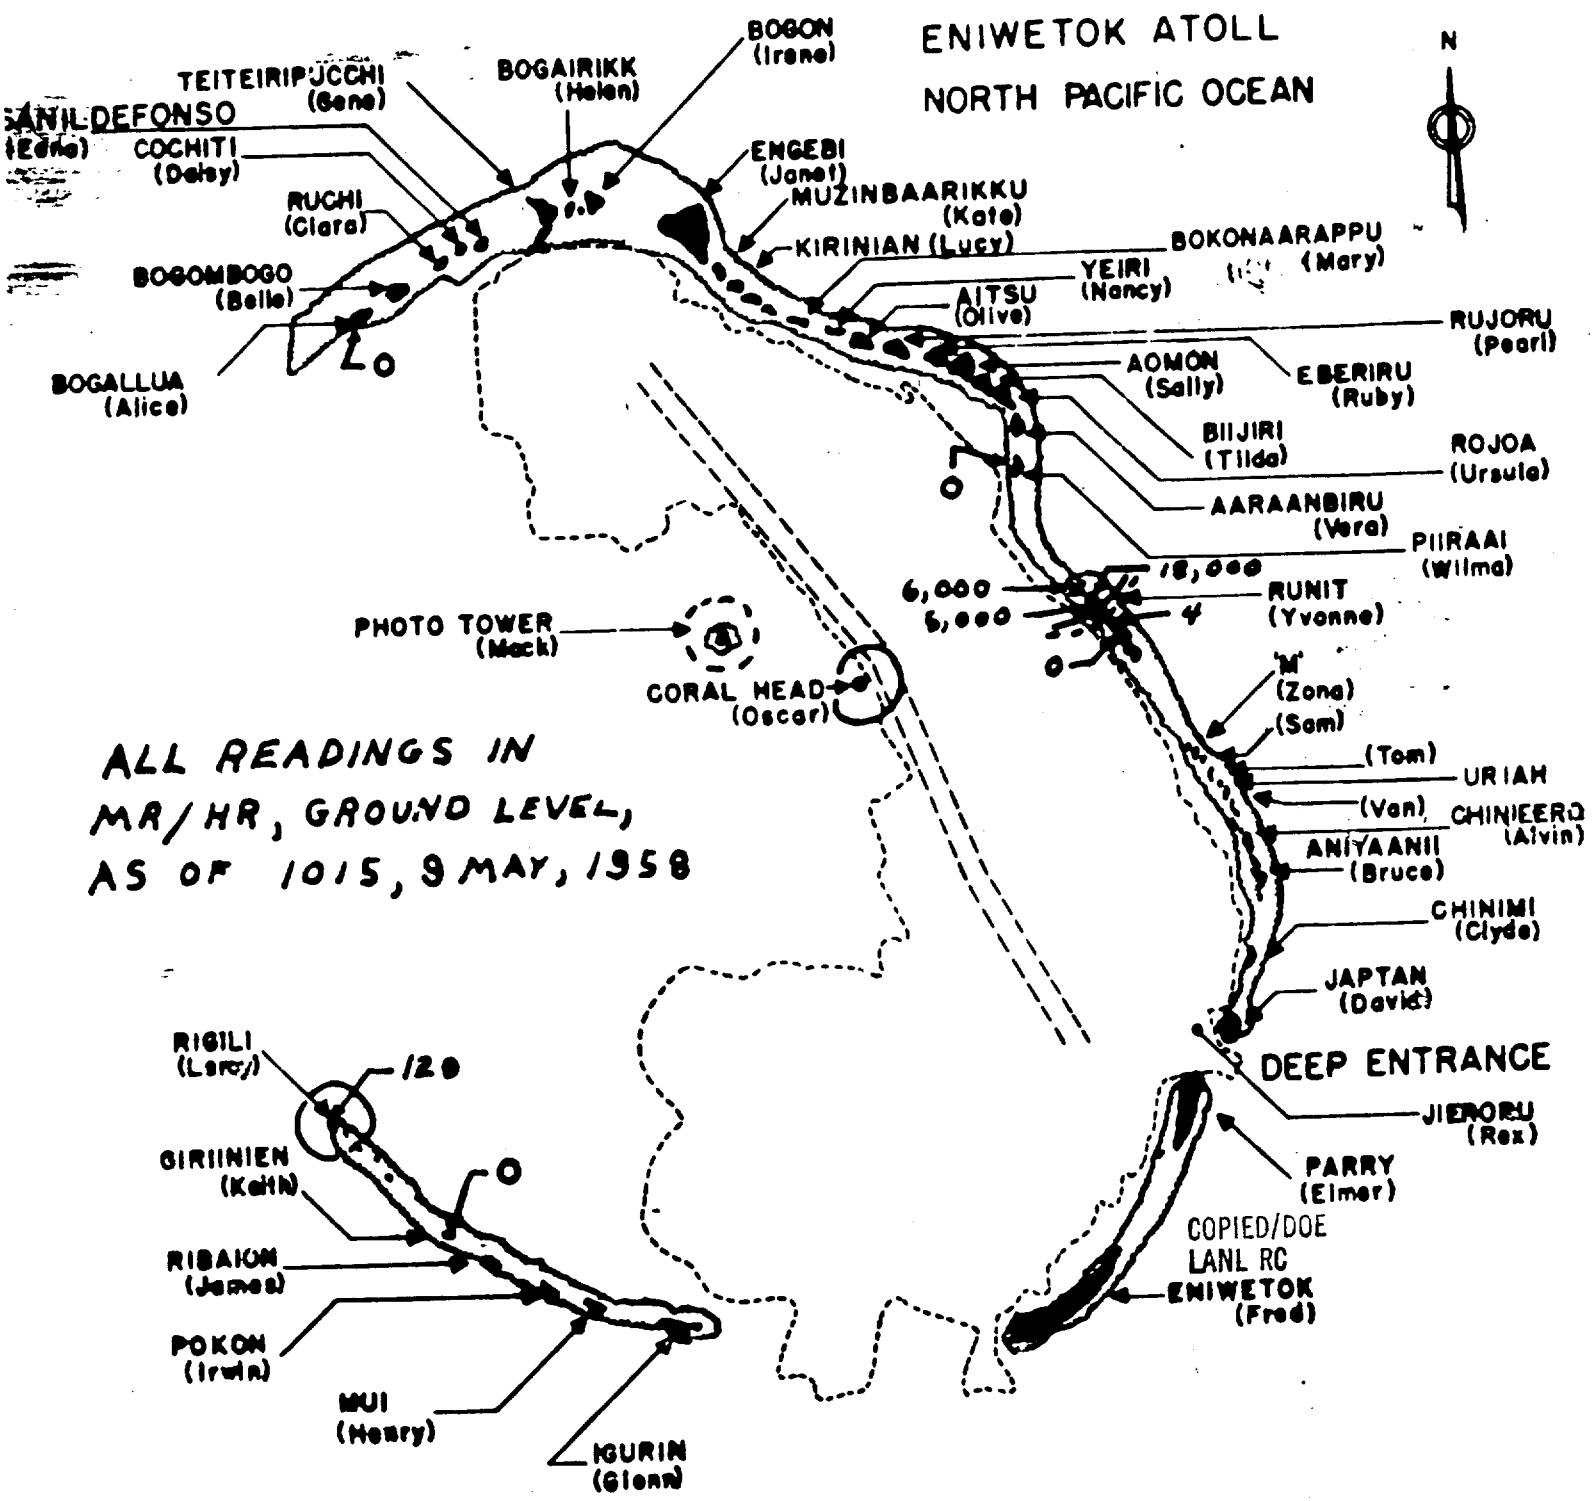 ENIWETOK ATOLL
NORTH PACIFIC OCEAN
N
BOGON
(Irene)
BOGAIRIKK
(Helen)
TEITEIRIPUCCHI
(Gene)
SANILDEFONSO
(Edna)
COCHITI
(Daisy)
RUCHI
(Clara)
BOGOMBOGO
(Belle)
BOGALLUA
(Alice)
0
ENGEBI
(Janet)
MUZINBAARIKKU
(Kate)
KIRINIAN (Lucy)
BOKONAARAPPU
(Mary)
YEIRI
(Nancy)
AITSU
(Olive)
RUJORU
(Pearl)
EBERIRU
(Ruby)
AOMON
(Sally)
BIIJIRI
(Tilda)
ROJOA
(Ursula)
AARAANBIRU
(Vera)
PIIRAAI
(Wilma)
0
6,000
18,000
5,000
4
0
RUNIT
(Yvonne)
PHOTO TOWER
(Mack)
CORAL HEAD
(Oscar)
'M'
(Zona)
(Sam)
(Tom)
URIAH
(Van)
CHINIEERO
(Alvin)
ANIYAANII
(Bruce)
CHINIMI
(Clyde)
JAPTAN
(David)
DEEP ENTRANCE
JIERORU
(Rex)
PARRY
(Elmer)
COPIED/DOE
LANL RC
ENIWETOK
(Fred)
ALL READINGS IN
MR/HR, GROUND LEVEL,
AS OF 1015, 9 MAY, 1958
RIGILI
(Leroy)
120
GIRIINIEN
(Keith)
0
RIBAION
(James)
POKON
(Irwin)
MUI
(Henry)
IGURIN
(Glenn)